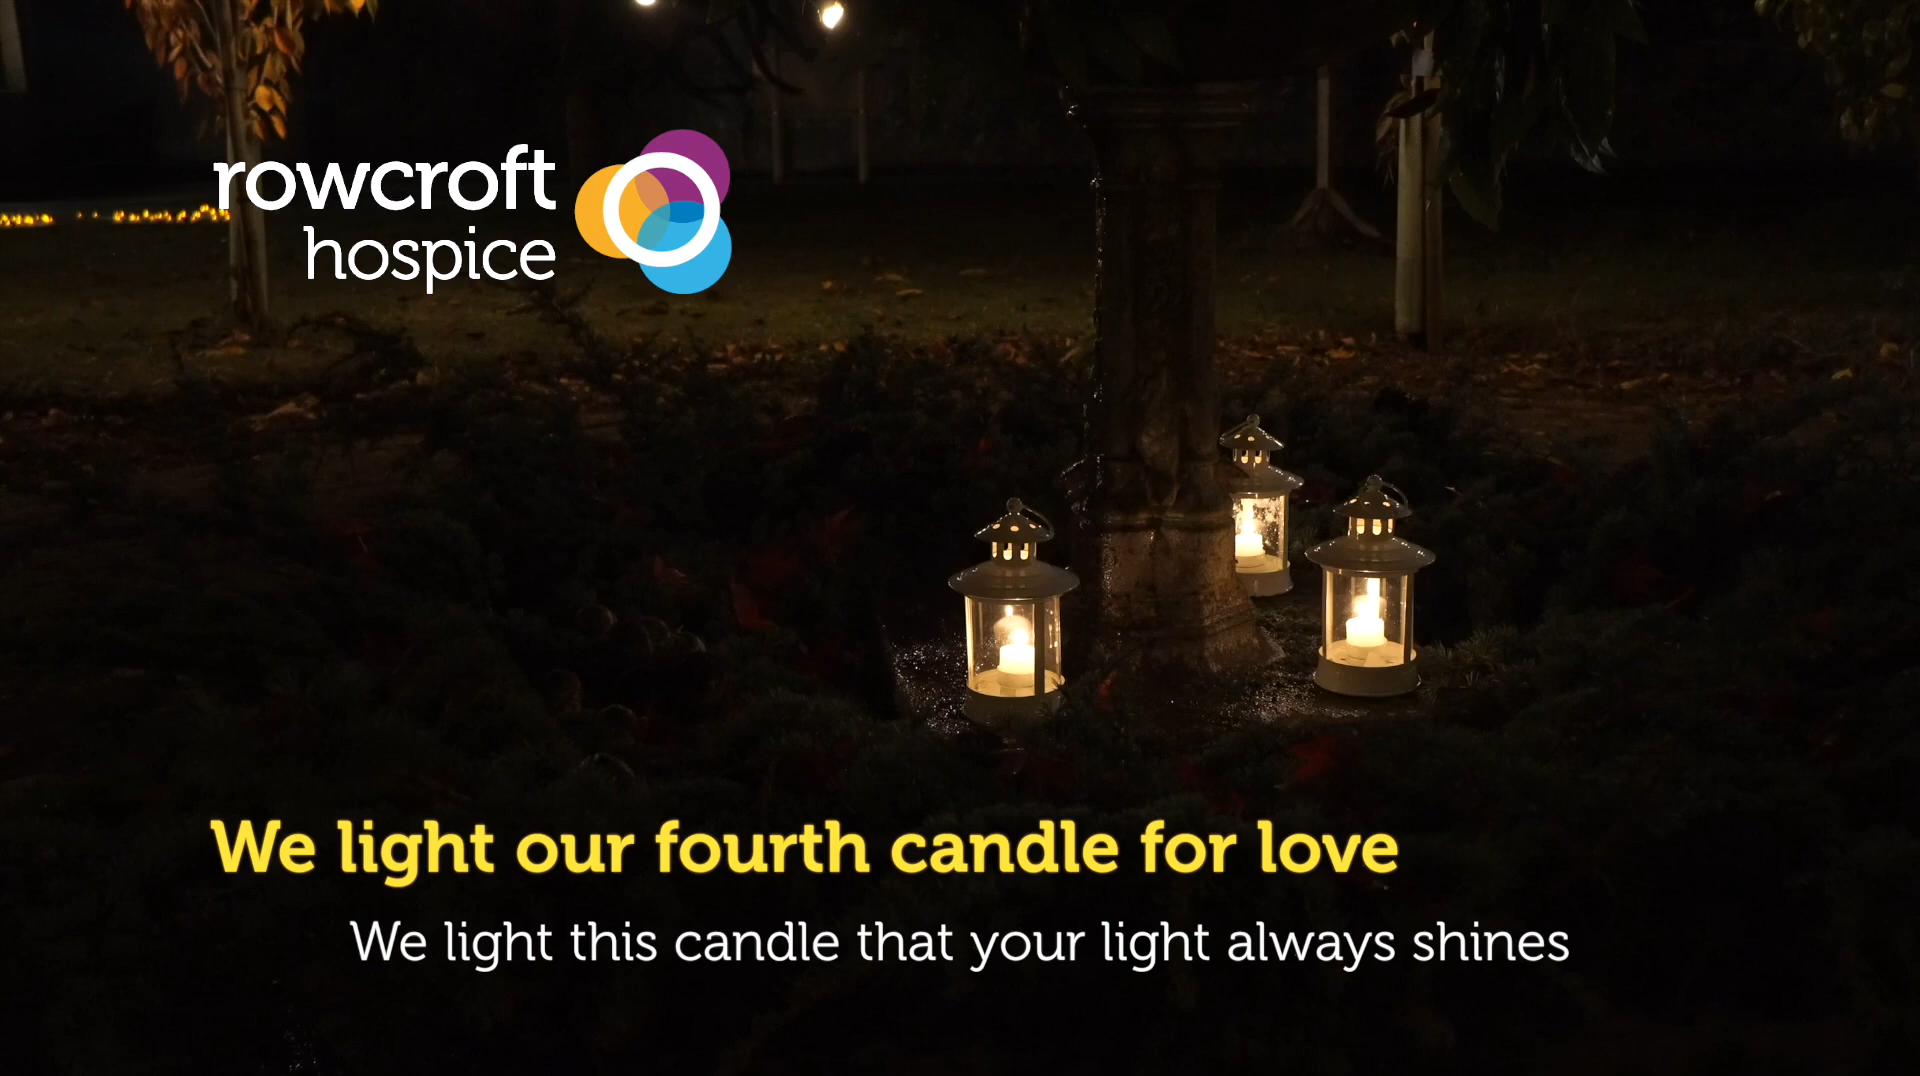 rowcroft
hospice
We light our fourth candle for love
We light this candle that your light always shines